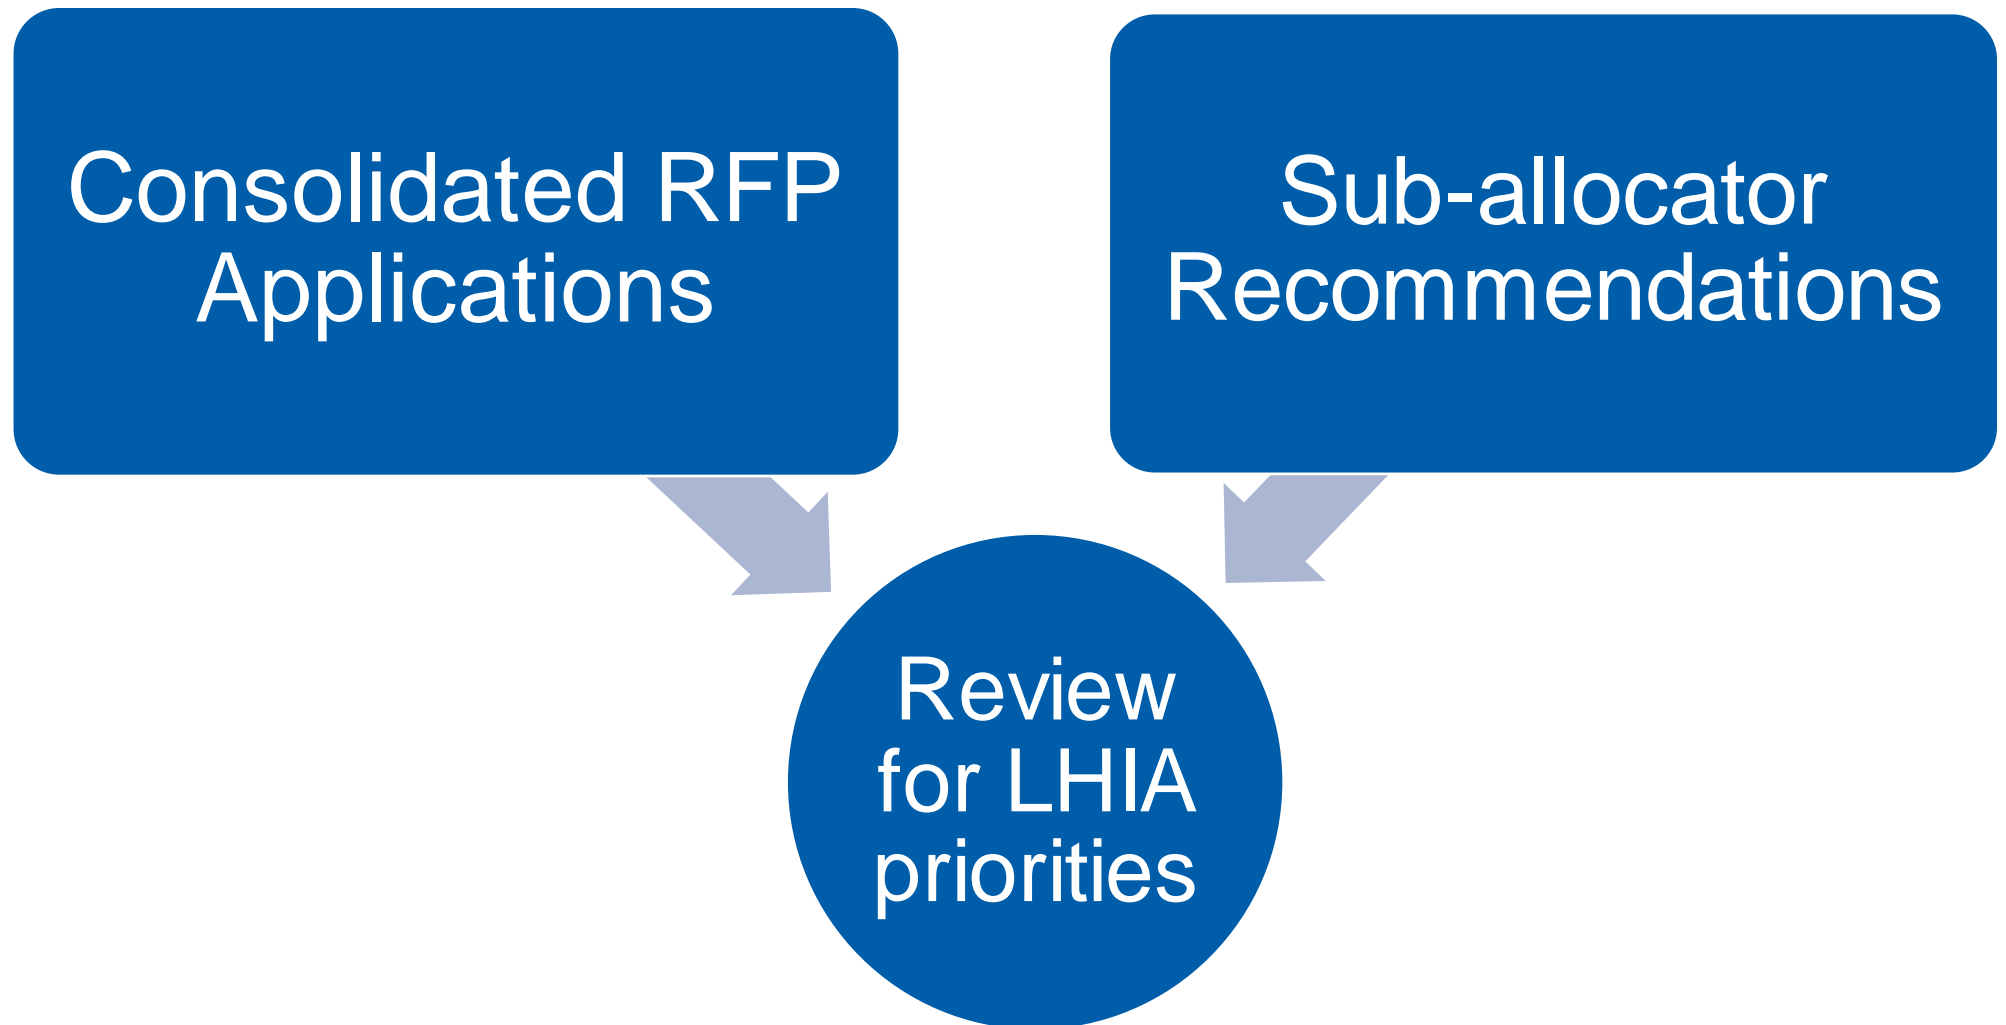 Consolidated RFP
Applications
Sub-allocator
Recommendations
Review
for LHIA
priorities